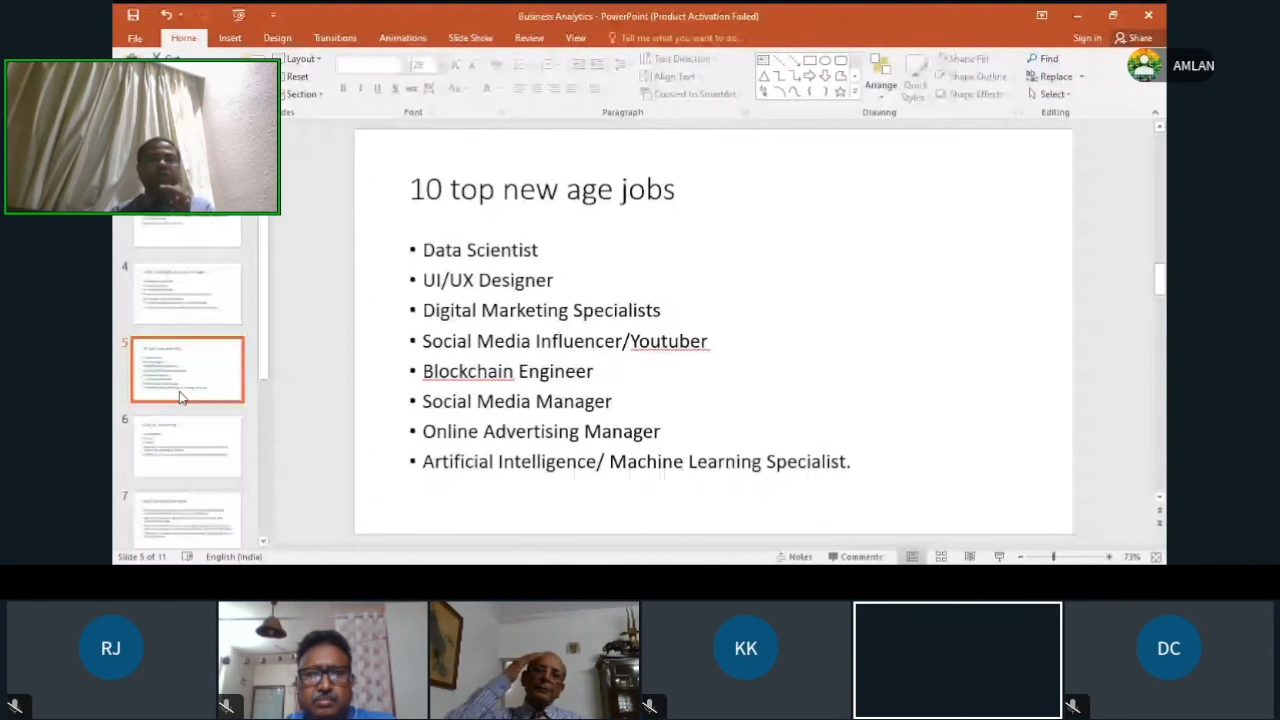 Business Analytics - PowerPoint (Product Activation Failed)
File Home Insert Design Transitions Animations Slide Show Review View Tell me what you want to do... Sign in Share
AMLAN
Layout
Reset
Section
28
Text Direction
Align Text
Convert to SmartArt
Arrange
Quick Styles
Shape Fill
Shape Outline
Shape Effects
Find
Replace
Select
Font Paragraph Drawing Editing
10 top new age jobs
• Data Scientist
• UI/UX Designer
• Digital Marketing Specialists
• Social Media Influencer/Youtuber
• Blockchain Engineer
• Social Media Manager
• Online Advertising Manager
• Artificial Intelligence/ Machine Learning Specialist.
4
5
6
7
Slide 5 of 11 English (India) Notes Comments 73%
RJ KK DC